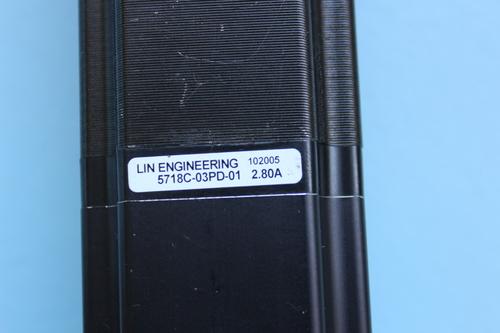 LIN ENGINEERING 102005
5718C-03PD-01 2.80A